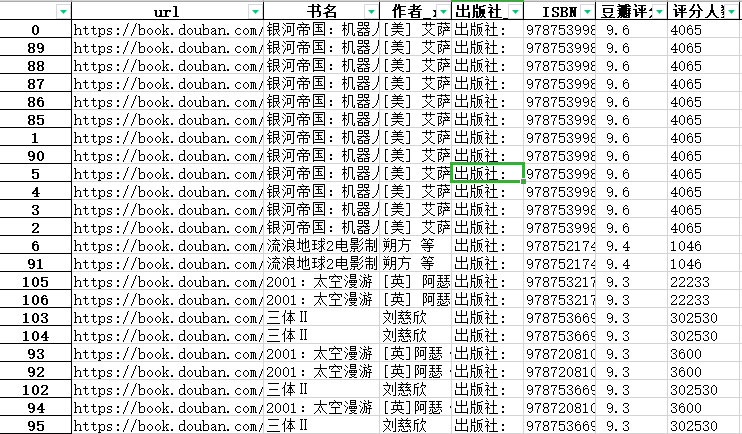 url 书名 作者_ 出版社_ ISBN 豆瓣评分 评分人数
0 https://book.douban.com/ 银河帝国：机器人 [美] 艾萨 出版社: 978753998 9.6 4065
89 https://book.douban.com/ 银河帝国：机器人 [美] 艾萨 出版社: 978753998 9.6 4065
88 https://book.douban.com/ 银河帝国：机器人 [美] 艾萨 出版社: 978753998 9.6 4065
87 https://book.douban.com/ 银河帝国：机器人 [美] 艾萨 出版社: 978753998 9.6 4065
86 https://book.douban.com/ 银河帝国：机器人 [美] 艾萨 出版社: 978753998 9.6 4065
85 https://book.douban.com/ 银河帝国：机器人 [美] 艾萨 出版社: 978753998 9.6 4065
1 https://book.douban.com/ 银河帝国：机器人 [美] 艾萨 出版社: 978753998 9.6 4065
90 https://book.douban.com/ 银河帝国：机器人 [美] 艾萨 出版社: 978753998 9.6 4065
5 https://book.douban.com/ 银河帝国：机器人 [美] 艾萨 出版社: 978753998 9.6 4065
4 https://book.douban.com/ 银河帝国：机器人 [美] 艾萨 出版社: 978753998 9.6 4065
3 https://book.douban.com/ 银河帝国：机器人 [美] 艾萨 出版社: 978753998 9.6 4065
2 https://book.douban.com/ 银河帝国：机器人 [美] 艾萨 出版社: 978753998 9.6 4065
6 https://book.douban.com/ 流浪地球2电影制 朔方 等 出版社: 978752174 9.4 1046
91 https://book.douban.com/ 流浪地球2电影制 朔方 等 出版社: 978752174 9.4 1046
105 https://book.douban.com/ 2001：太空漫游 [英] 阿瑟 出版社: 978753217 9.3 22233
106 https://book.douban.com/ 2001：太空漫游 [英] 阿瑟 出版社: 978753217 9.3 22233
103 https://book.douban.com/ 三体Ⅱ 刘慈欣 出版社: 978753669 9.3 302530
104 https://book.douban.com/ 三体Ⅱ 刘慈欣 出版社: 978753669 9.3 302530
93 https://book.douban.com/ 2001：太空漫游 [英]阿瑟 出版社: 978720810 9.3 3600
92 https://book.douban.com/ 2001：太空漫游 [英]阿瑟 出版社: 978720810 9.3 3600
102 https://book.douban.com/ 三体Ⅱ 刘慈欣 出版社: 978753669 9.3 302530
94 https://book.douban.com/ 2001：太空漫游 [英]阿瑟 出版社: 978720810 9.3 3600
95 https://book.douban.com/ 三体Ⅱ 刘慈欣 出版社: 978753669 9.3 302530